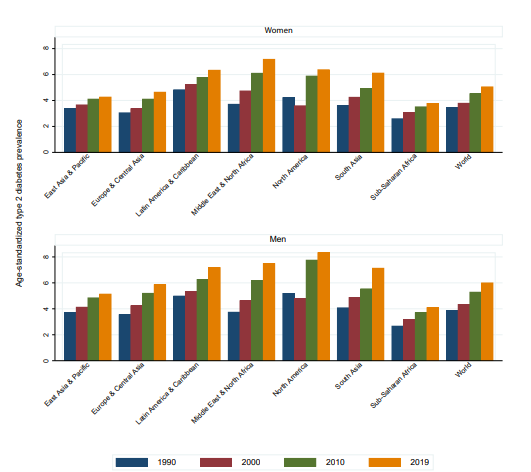 Women
Age-standardized type 2 diabetes prevalence
8
6
4
2
0
East Asia & Pacific
Europe & Central Asia
Latin America & Caribbean
Middle East & North Africa
North America
South Asia
Sub-Saharan Africa
World
Men
8
6
4
2
0
East Asia & Pacific
Europe & Central Asia
Latin America & Caribbean
Middle East & North Africa
North America
South Asia
Sub-Saharan Africa
World
1990 2000 2010 2019